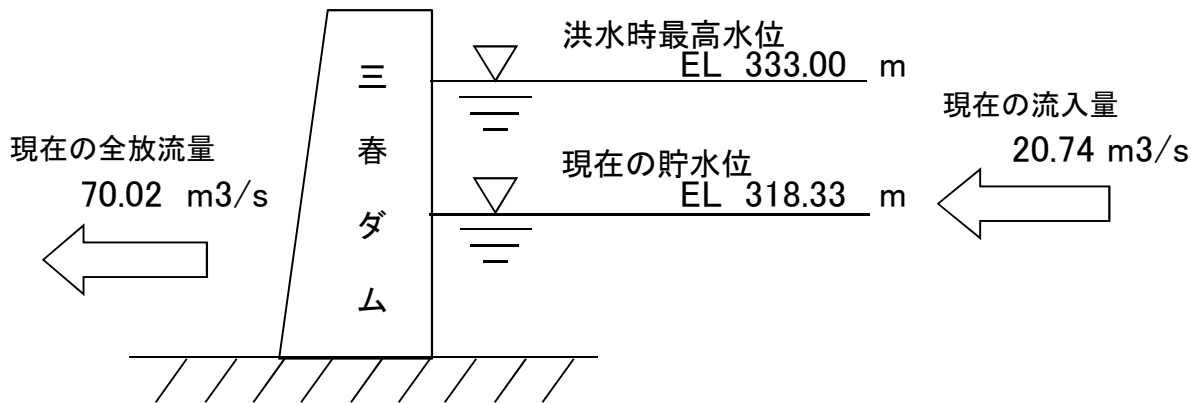 洪水時最高水位
EL 333.00 m
現在の流入量
20.74 m3/s
現在の全放流量
70.02 m3/s
現在の貯水位
EL 318.33 m
三春ダム